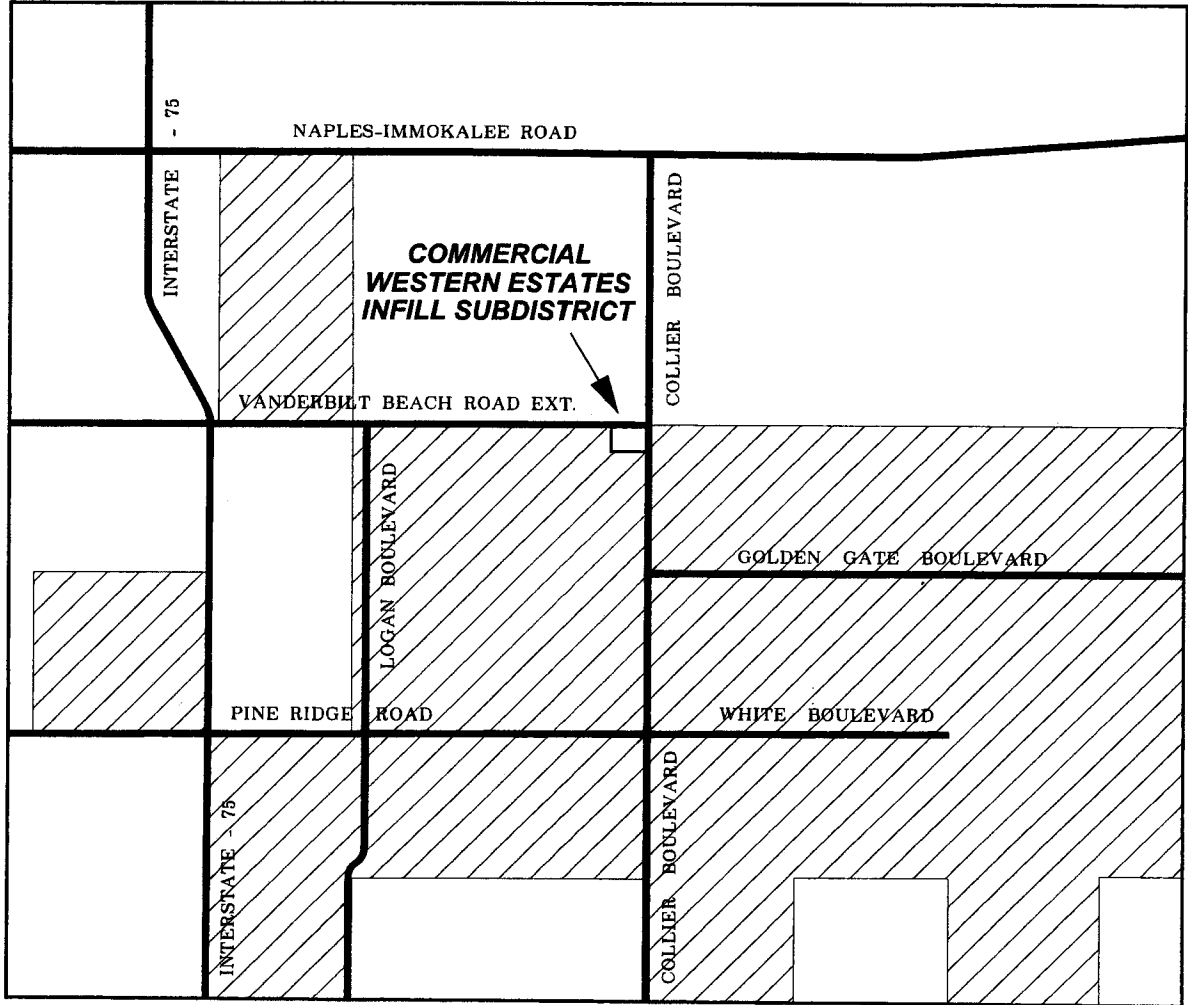 INTERSTATE - 75
NAPLES-IMMOKALEE ROAD
COLLIER BOULEVARD
COMMERCIAL
WESTERN ESTATES
INFILL SUBDISTRICT
VANDERBILT BEACH ROAD EXT.
LOGAN BOULEVARD
GOLDEN GATE BOULEVARD
PINE RIDGE ROAD
WHITE BOULEVARD
INTERSTATE - 75
COLLIER BOULEVARD